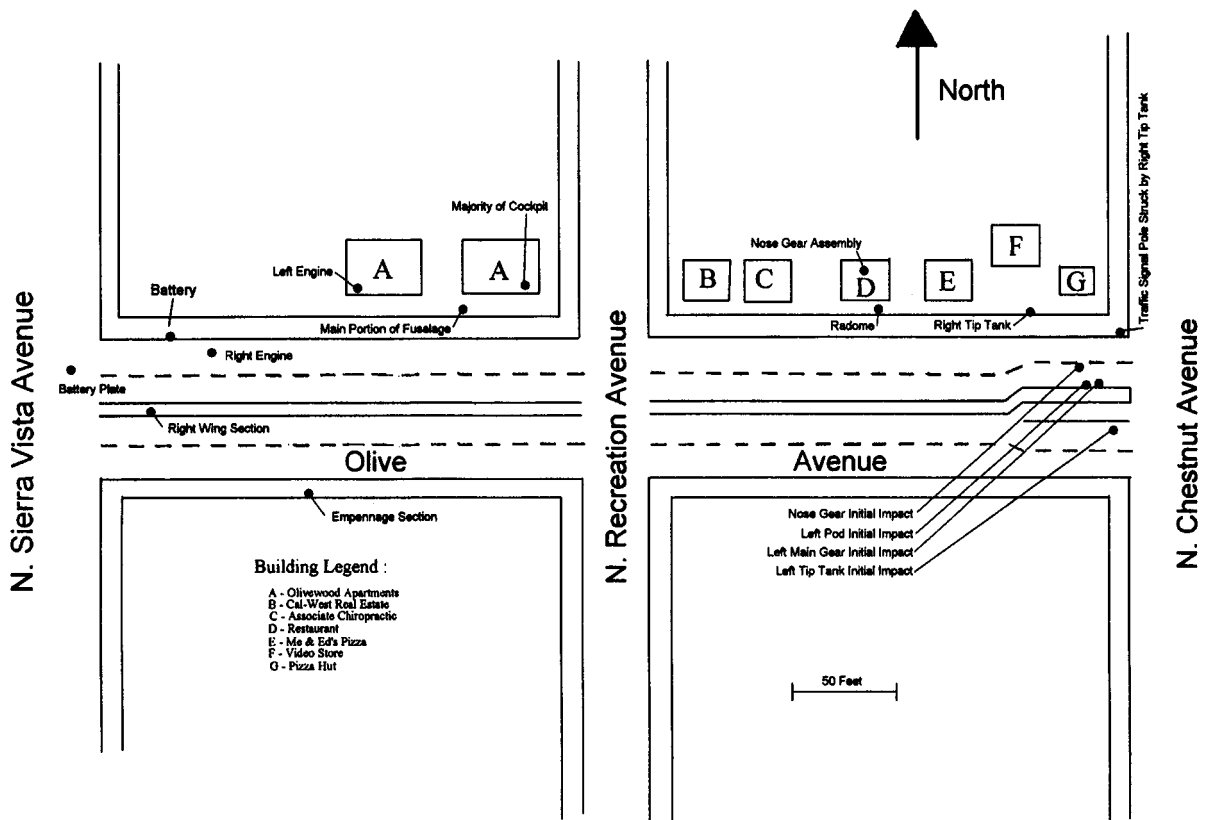 North
Traffic Signal Pole Struck by Right Tip Tank
Majority of Cockpit
Nose Gear Assembly
F
Left Engine
A
A
B
C
D
E
G
Battery
Main Portion of Fuselage
Radome
Right Tip Tank
Right Engine
Battery Plate
Right Wing Section
N. Sierra Vista Avenue
N. Recreation Avenue
N. Chestnut Avenue
Olive
Avenue
Empennage Section
Nose Gear Initial Impact
Left Pod Initial Impact
Left Main Gear Initial Impact
Left Tip Tank Initial Impact
Building Legend :
A - Olivewood Apartments
B - Cal-West Real Estate
C - Associate Chiropractic
D - Restaurant
E - Me & Ed's Pizza
F - Video Store
G - Pizza Hut
50 Feet